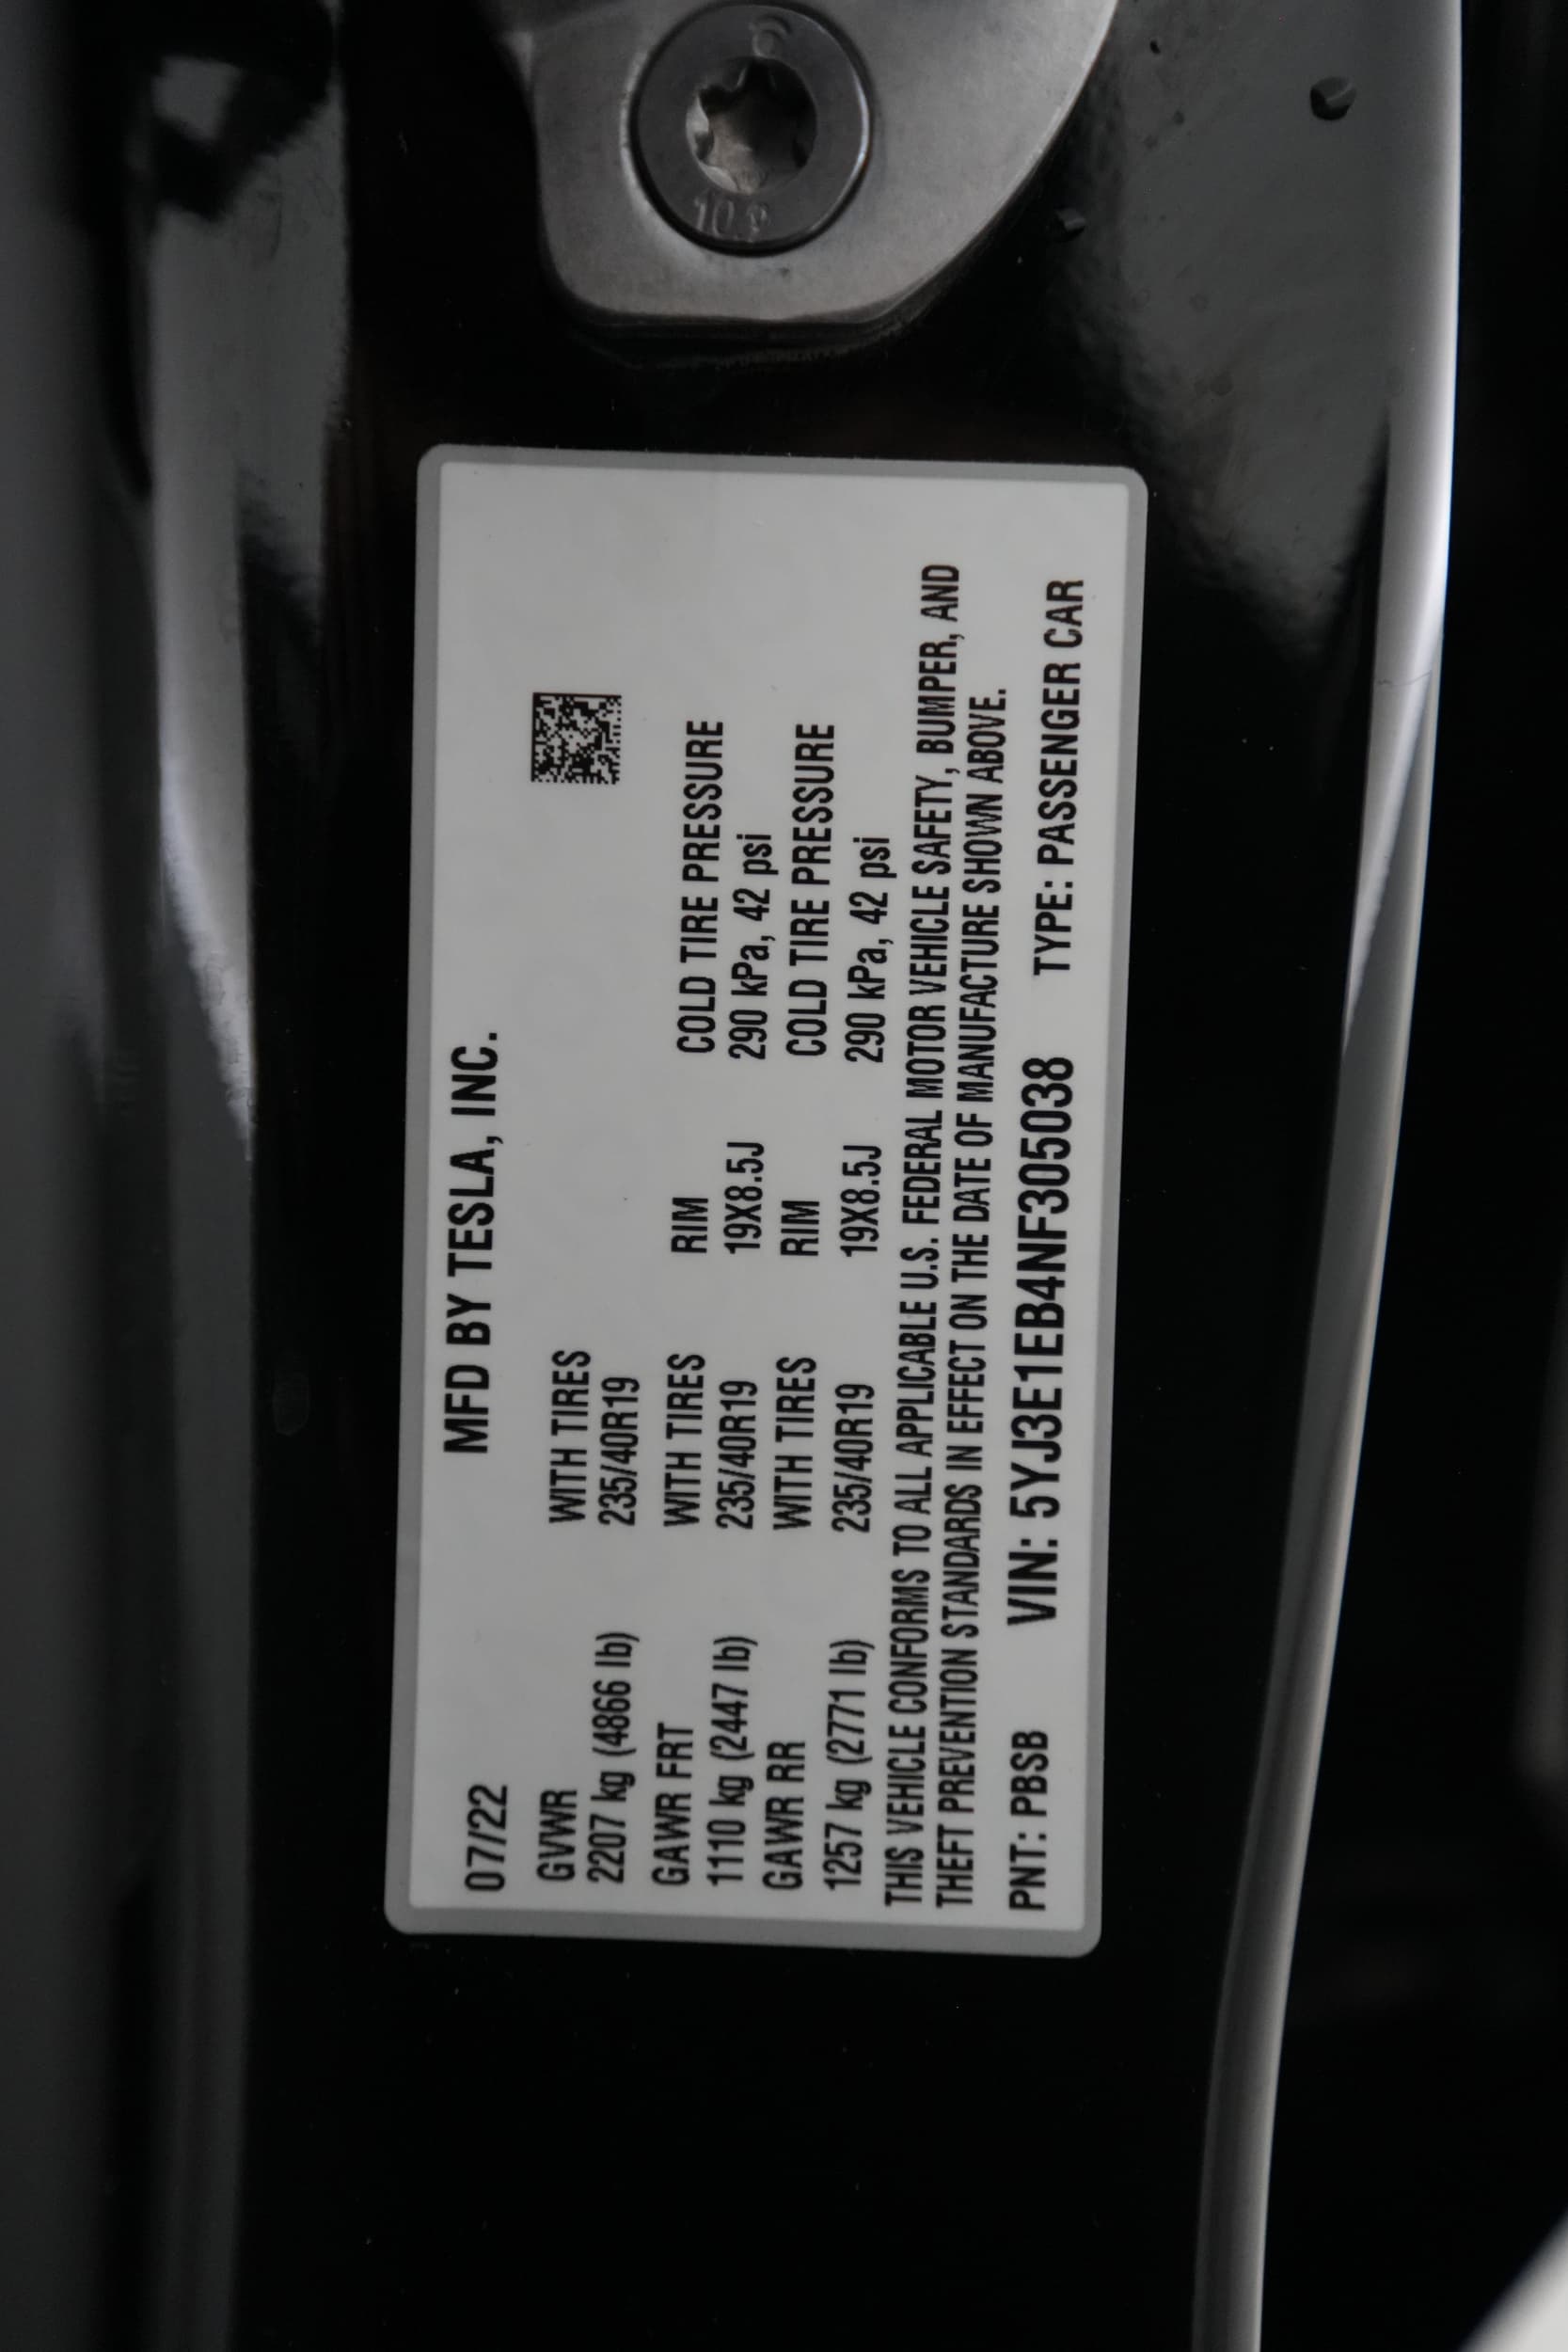 07/22 MFD BY TESLA, INC.
GVWR WITH TIRES
2207 kg (4866 lb) 235/40R19
GAWR FRT WITH TIRES RIM COLD TIRE PRESSURE
1110 kg (2447 lb) 235/40R19 19X8.5J 290 kPa, 42 psi
GAWR RR WITH TIRES RIM COLD TIRE PRESSURE
1257 kg (2771 lb) 235/40R19 19X8.5J 290 kPa, 42 psi
THIS VEHICLE CONFORMS TO ALL APPLICABLE U.S. FEDERAL MOTOR VEHICLE SAFETY, BUMPER, AND
THEFT PREVENTION STANDARDS IN EFFECT ON THE DATE OF MANUFACTURE SHOWN ABOVE.
PNT: PBSB VIN: 5YJ3E1EB4NF305038 TYPE: PASSENGER CAR